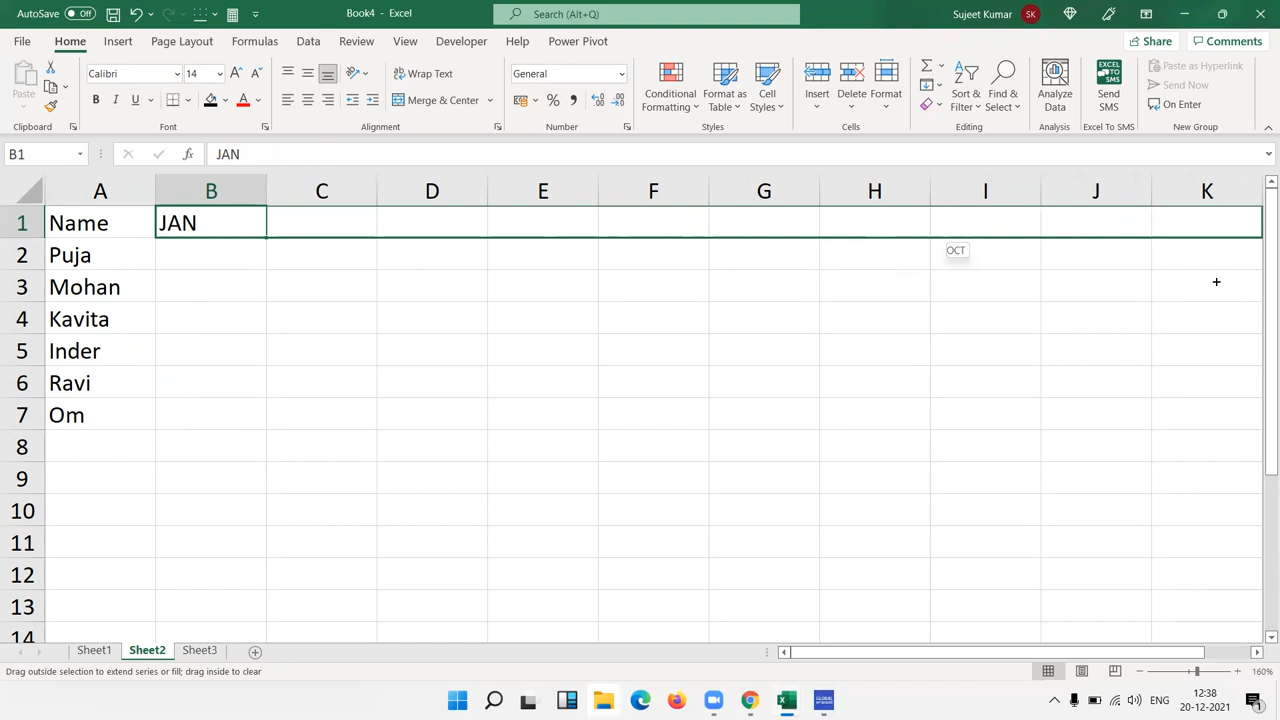 AutoSave Off Book4 - Excel Search (Alt+Q) Sujeet Kumar SK
File Home Insert Page Layout Formulas Data Review View Developer Help Power Pivot Share Comments
Paste Calibri 14 Wrap Text General Conditional Formatting Format as Table Cell Styles Insert Delete Format Sort & Filter Find & Select Analyze Data Send SMS Paste as Hyperlink
B I U Merge & Center Send Now
On Enter
Clipboard Font Alignment Number Styles Cells Editing Analysis Excel To SMS New Group
B1 fx JAN
A B C D E F G H I J K
1 Name JAN
2 Puja OCT
3 Mohan
4 Kavita
5 Inder
6 Ravi
7 Om
8
9
10
11
12
13
14
Sheet1 Sheet2 Sheet3
Drag outside selection to extend series or fill; drag inside to clear 160%
ENG 12:38
20-12-2021